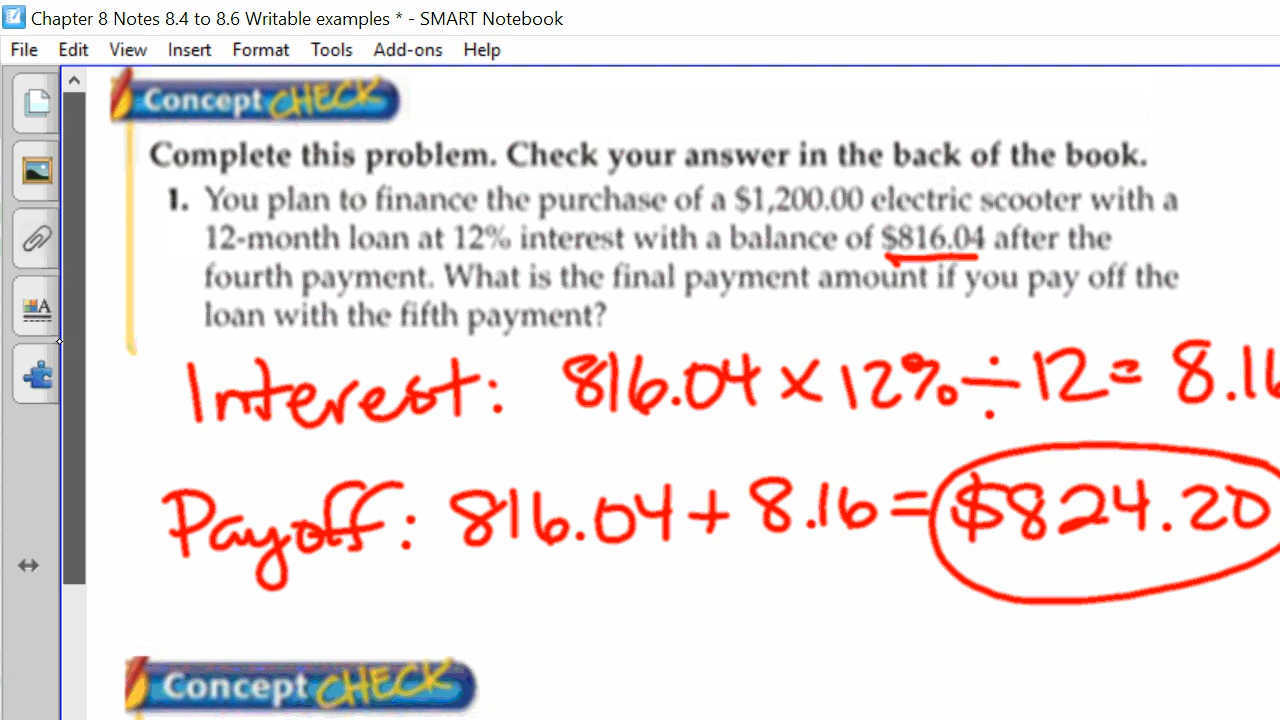 Chapter 8 Notes 8.4 to 8.6 Writable examples * - SMART Notebook
File Edit View Insert Format Tools Add-ons Help
Concept CHECK
Complete this problem. Check your answer in the back of the book.
1. You plan to finance the purchase of a $1,200.00 electric scooter with a
12-month loan at 12% interest with a balance of $816.04 after the
fourth payment. What is the final payment amount if you pay off the
loan with the fifth payment?
Interest: 816.04 × 12% ÷ 12 = 8.16
Payoff: 816.04 + 8.16 = $824.20
Concept CHECK